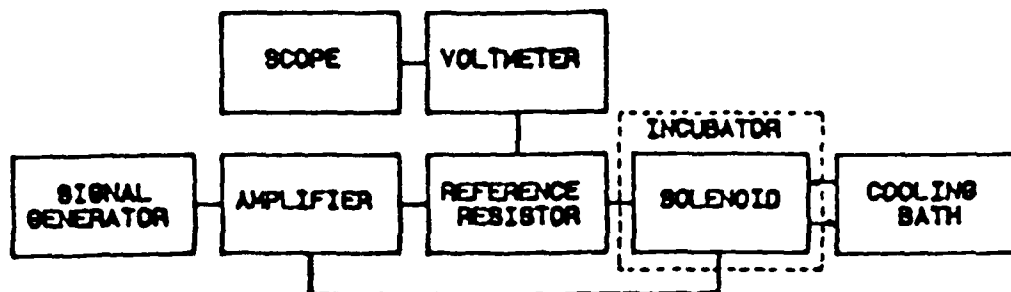 SCOPE
VOLTMETER
INCUBATOR
SIGNAL
GENERATOR
AMPLIFIER
REFERENCE
RESISTOR
SOLENOID
COOLING
BATH